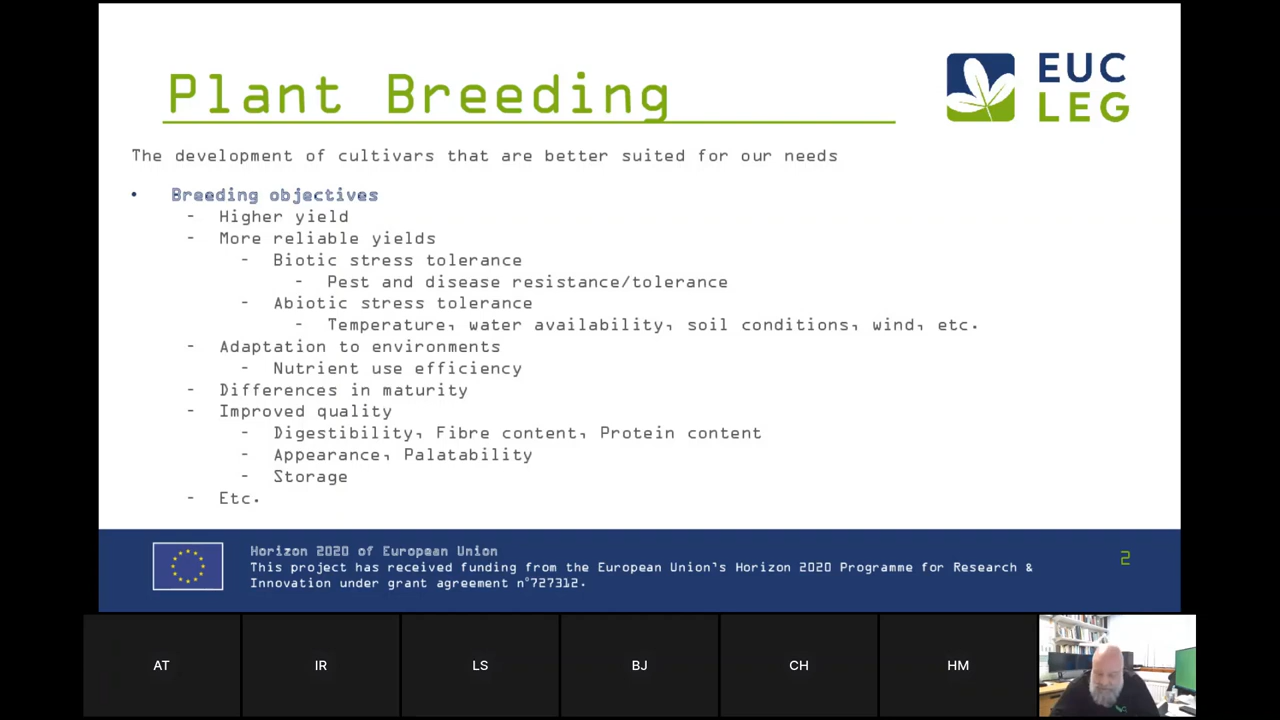 Plant Breeding
EUC
LEG
The development of cultivars that are better suited for our needs
• Breeding objectives
- Higher yield
- More reliable yields
- Biotic stress tolerance
- Pest and disease resistance/tolerance
- Abiotic stress tolerance
- Temperature, water availability, soil conditions, wind, etc.
- Adaptation to environments
- Nutrient use efficiency
- Differences in maturity
- Improved quality
- Digestibility, Fibre content, Protein content
- Appearance, Palatability
- Storage
- Etc.
Horizon 2020 of European Union
This project has received funding from the European Union's Horizon 2020 Programme for Research &
Innovation under grant agreement n°727312.
2
AT
IR
LS
BJ
CH
HM